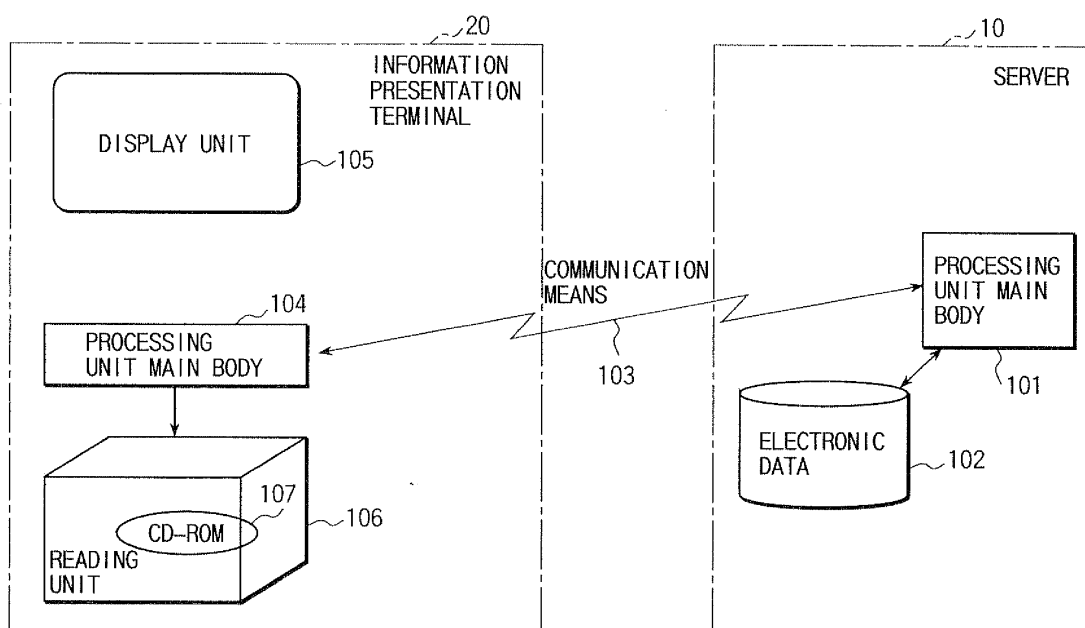 20
10
INFORMATION
PRESENTATION
TERMINAL
SERVER
DISPLAY UNIT
105
COMMUNICATION
MEANS
PROCESSING
UNIT MAIN
BODY
104
PROCESSING
UNIT MAIN BODY
103
101
ELECTRONIC
DATA
102
107
106
CD-ROM
READING
UNIT